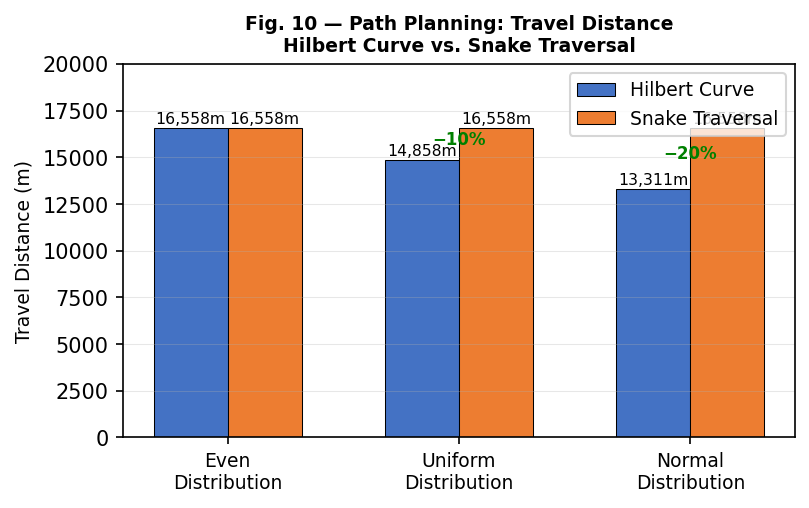 Fig. 10 — Path Planning: Travel Distance
Hilbert Curve vs. Snake Traversal
Travel Distance (m)
20000
17500
15000
12500
10000
7500
5000
2500
0
Hilbert Curve
Snake Traversal
16,558m
16,558m
14,858m
16,558m
−10%
13,311m
−20%
Even
Distribution
Uniform
Distribution
Normal
Distribution